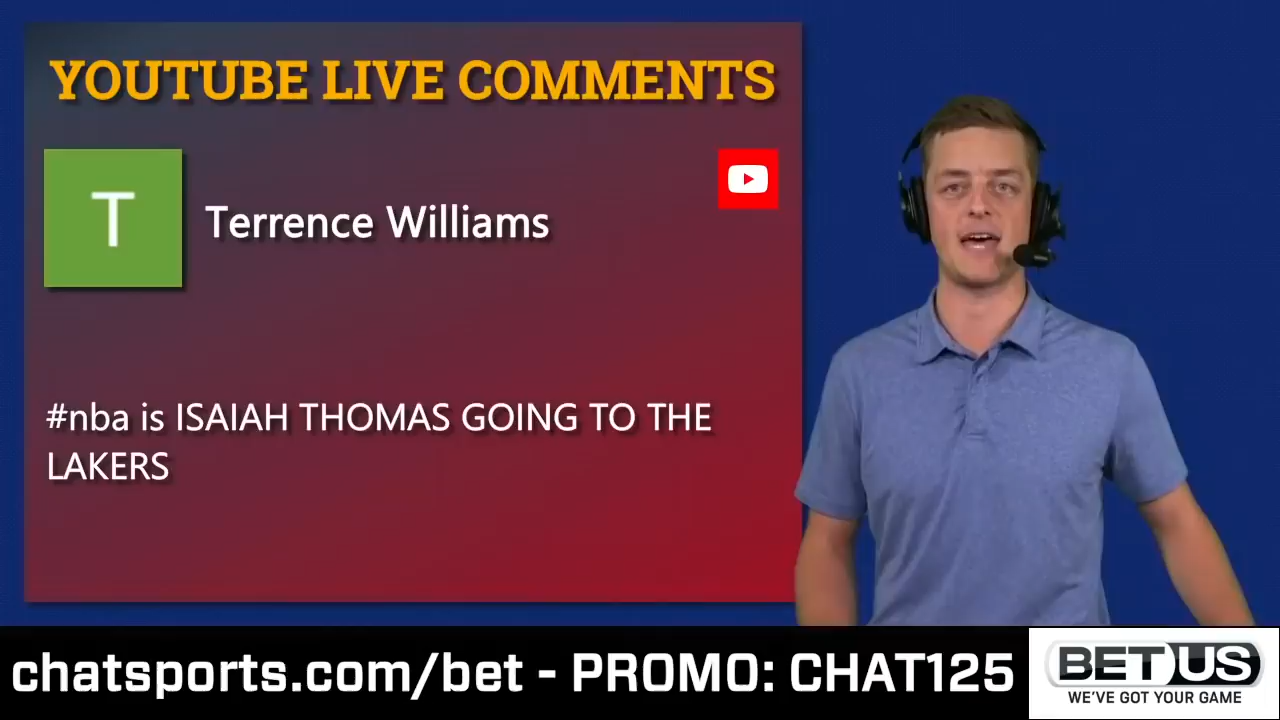 YOUTUBE LIVE COMMENTS
T
Terrence Williams
#nba is ISAIAH THOMAS GOING TO THE
LAKERS
chatsports.com/bet - PROMO: CHAT125
BETUS
WE'VE GOT YOUR GAME